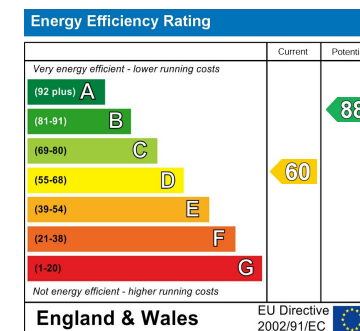 Energy Efficiency Rating
Current Potenti
Very energy efficient - lower running costs
(92 plus) A
(81-91) B
88
(69-80) C
(55-68) D
60
(39-54) E
(21-38) F
(1-20) G
Not energy efficient - higher running costs
England & Wales
EU Directive
2002/91/EC